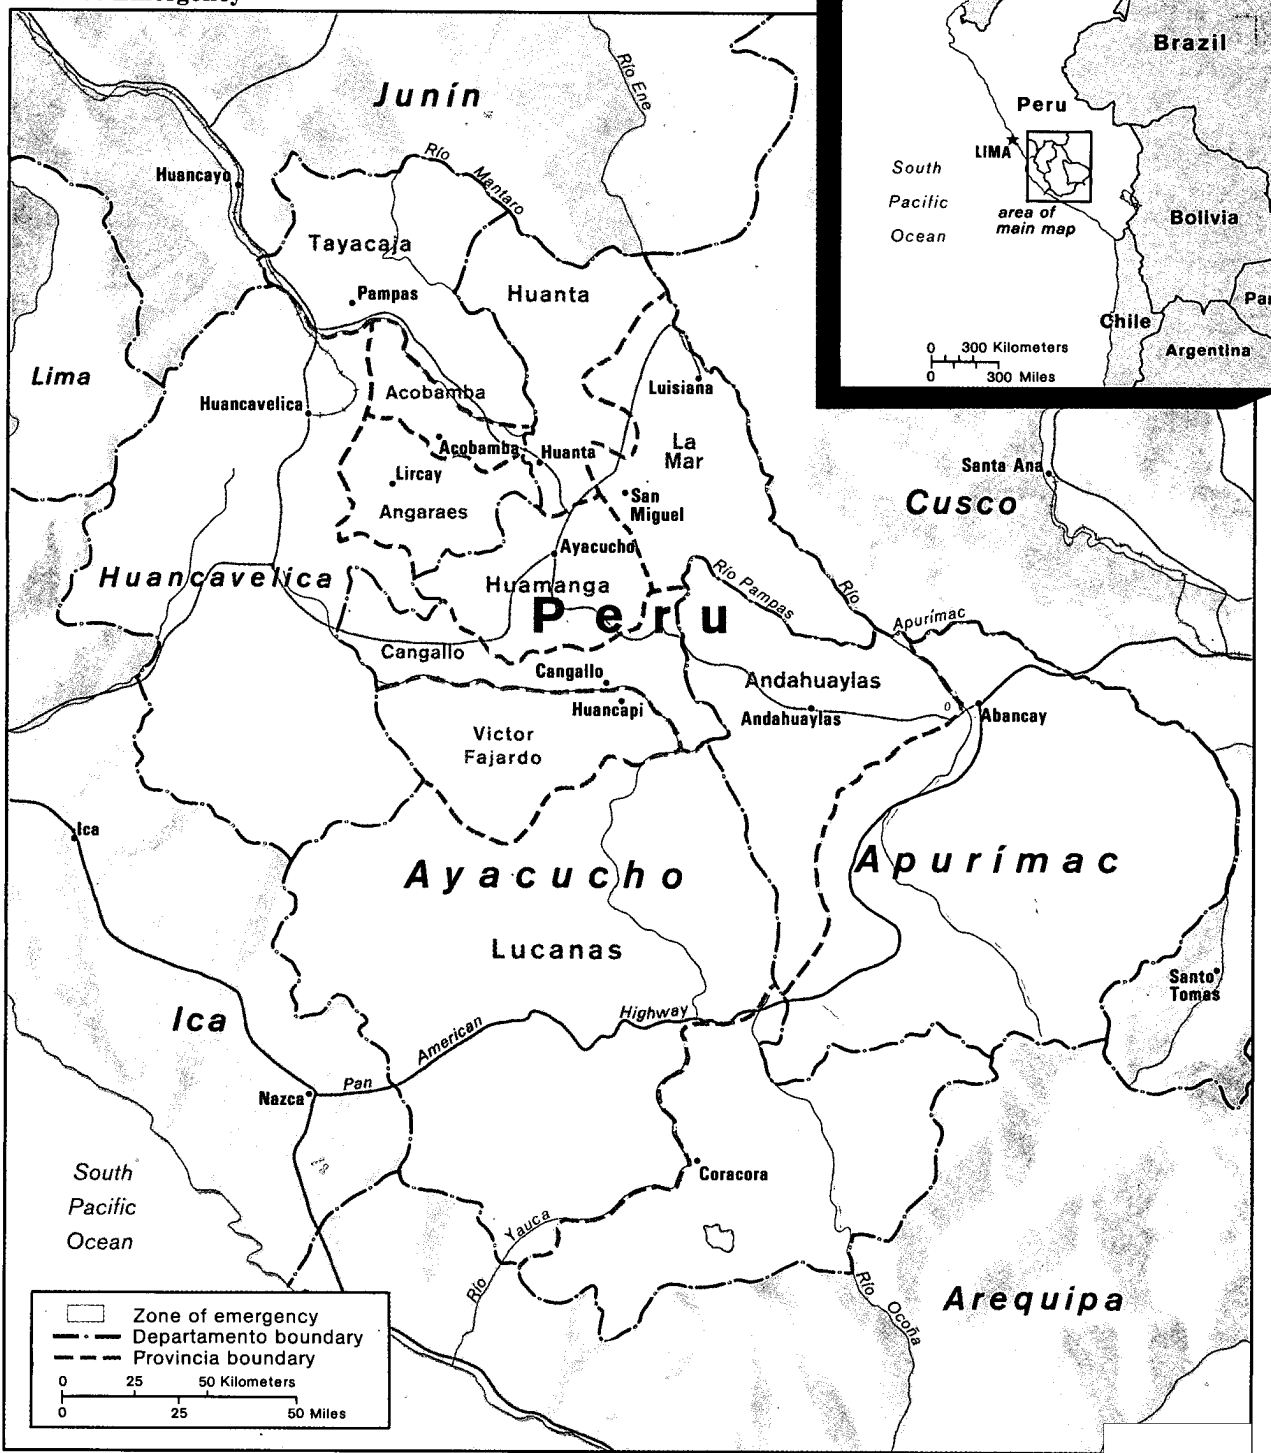 Emergency
Brazil
Peru
LIMA
South
Pacific
Ocean
area of
main map
Bolivia
Chile
Argentina
0 300 Kilometers
0 300 Miles
Junín
Río Ene
Río Mantaro
Huancayo
Tayacaja
Huanta
Pampas
Lima
Acobamba
Luisiana
Huancavelica
La
Mar
Acobamba
Huanta
Santa Ana
Lircay
San
Miguel
Cusco
Angaraes
Ayacucho
Huancavelica
Huamanga
Río Pampas
Río Apurímac
Peru
Cangallo
Cangallo
Andahuaylas
Huancapi
Andahuaylas
Abancay
Victor
Fajardo
Ica
Ayacucho
Apurímac
Lucanas
Santo
Tomas
Ica
Pan American Highway
Nazca
Coracora
South
Pacific
Ocean
Río Yauca
Río Ocoña
Arequipa
Zone of emergency
Departamento boundary
Provincia boundary
0 25 50 Kilometers
0 25 50 Miles